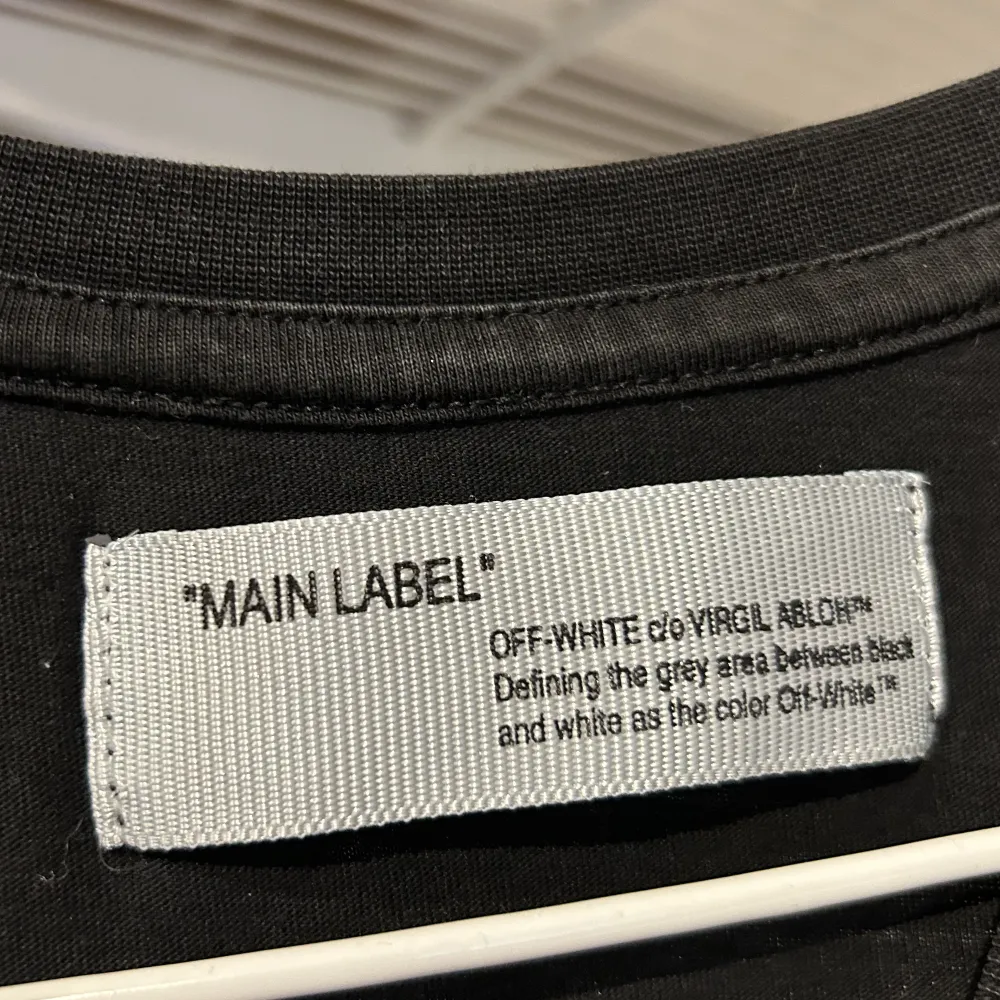 "MAIN LABEL"
OFF-WHITE c/o VIRGIL ABLOH™
Defining the grey area between black
and white as the color Off-White™